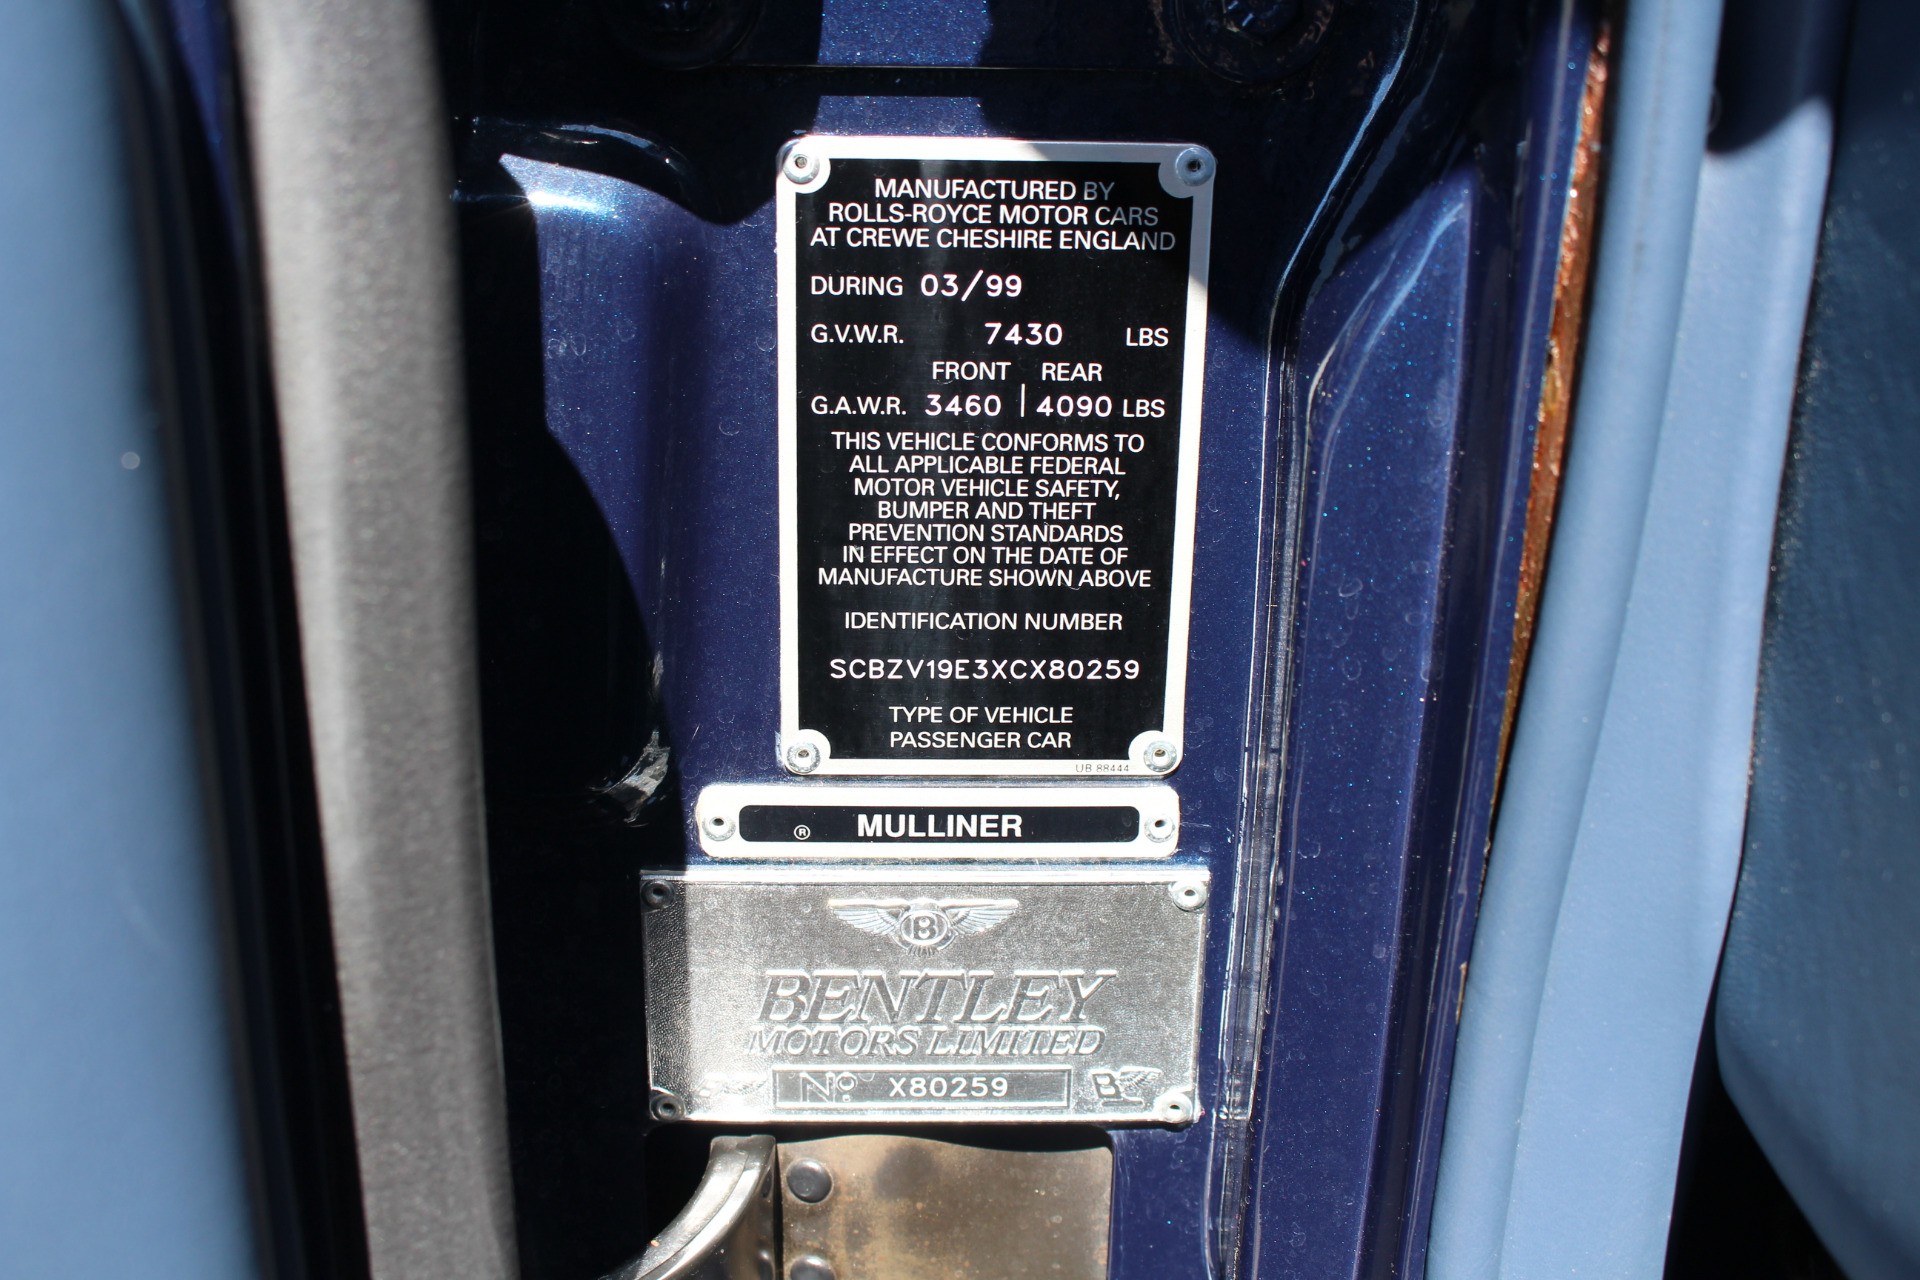 MANUFACTURED BY
ROLLS-ROYCE MOTOR CARS
AT CREWE CHESHIRE ENGLAND
DURING 03/99
G.V.W.R. 7430 LBS
FRONT REAR
G.A.W.R. 3460 | 4090 LBS
THIS VEHICLE CONFORMS TO
ALL APPLICABLE FEDERAL
MOTOR VEHICLE SAFETY,
BUMPER AND THEFT
PREVENTION STANDARDS
IN EFFECT ON THE DATE OF
MANUFACTURE SHOWN ABOVE
IDENTIFICATION NUMBER
SCBZV19E3XCX80259
TYPE OF VEHICLE
PASSENGER CAR
UB 88444
® MULLINER
B
BENTLEY
MOTORS LIMITED
Nº. X80259 B